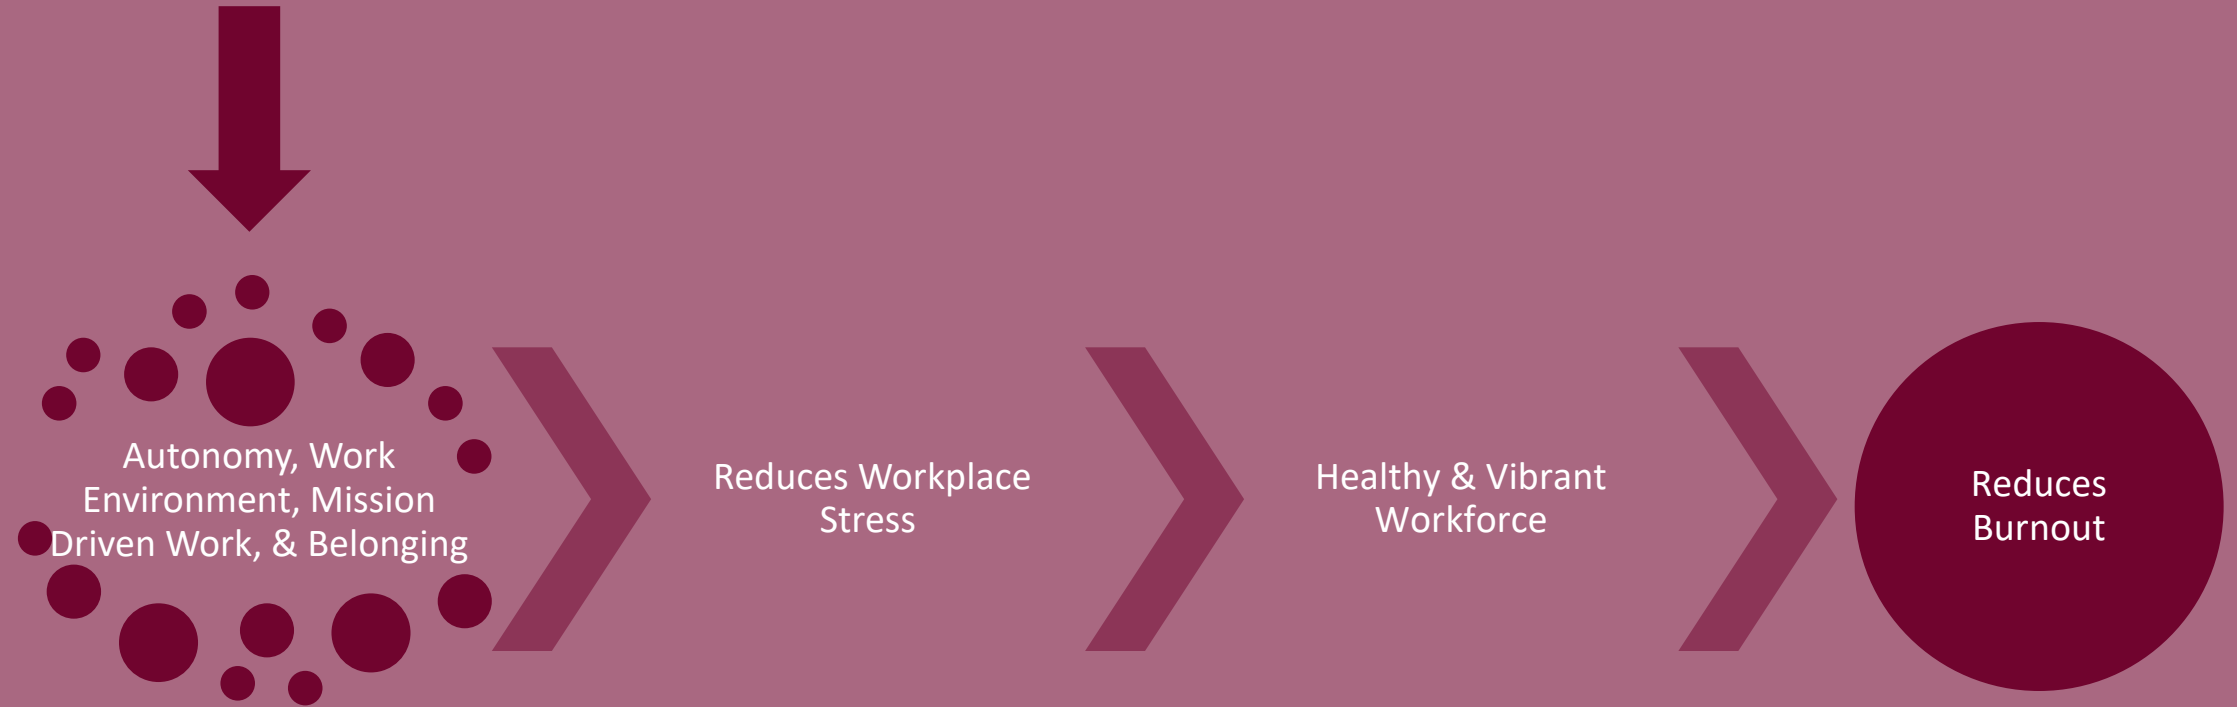 Autonomy, Work
Environment, Mission
Driven Work, & Belonging
Reduces Workplace
Stress
Healthy & Vibrant
Workforce
Reduces
Burnout